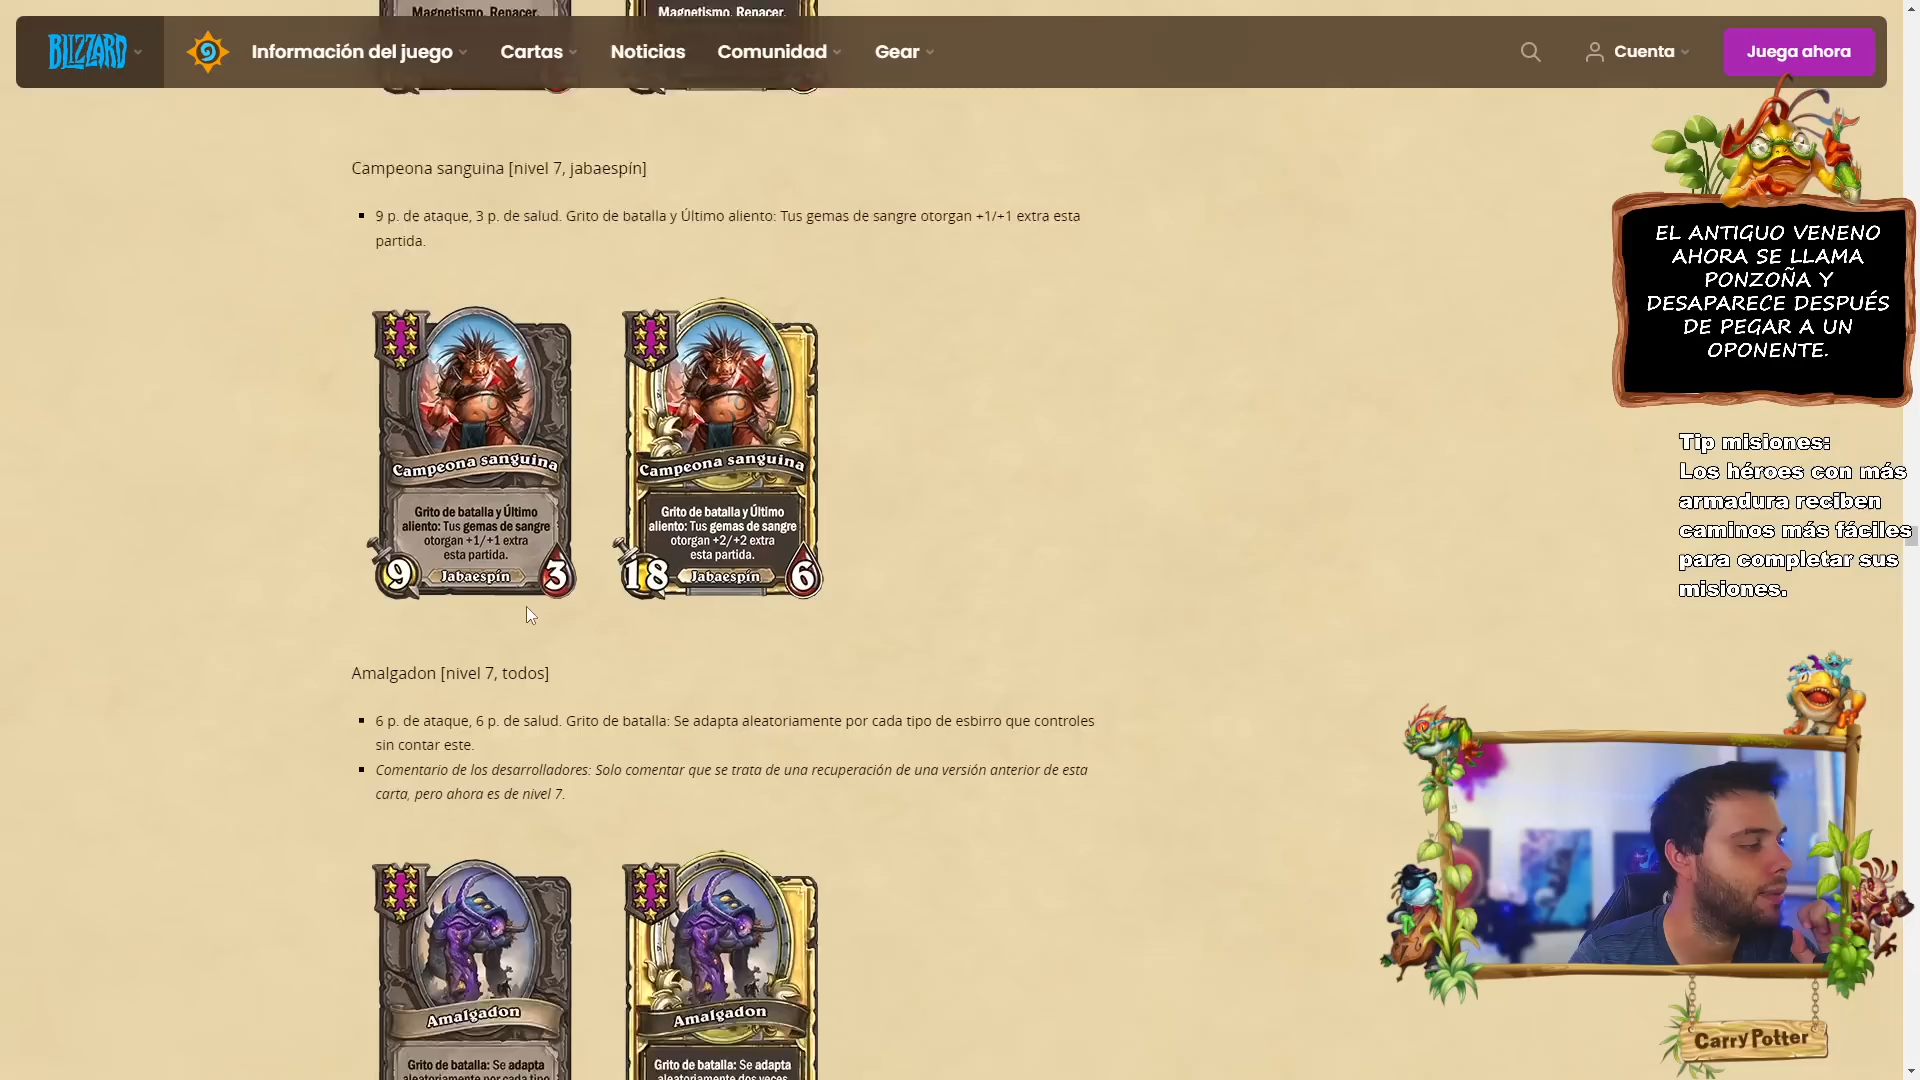 Magnetismo. Renacer.
Magnetismo. Renacer.
BLIZZARD
Información del juego
Cartas
Noticias
Comunidad
Gear
Cuenta
Juega ahora
Campeona sanguina [nivel 7, jabaespín]
9 p. de ataque, 3 p. de salud. Grito de batalla y Último aliento: Tus gemas de sangre otorgan +1/+1 extra esta
partida.
Campeona sanguina
Grito de batalla y Último
aliento: Tus gemas de sangre
otorgan +1/+1 extra
esta partida.
9
Jabaespín
3
Campeona sanguina
Grito de batalla y Último
aliento: Tus gemas de sangre
otorgan +2/+2 extra
esta partida.
18
Jabaespín
6
Amalgadon [nivel 7, todos]
6 p. de ataque, 6 p. de salud. Grito de batalla: Se adapta aleatoriamente por cada tipo de esbirro que controles
sin contar este.
Comentario de los desarrolladores: Solo comentar que se trata de una recuperación de una versión anterior de esta
carta, pero ahora es de nivel 7.
Amalgadon
Grito de batalla: Se adapta
aleatoriamente por cada tipo
Amalgadon
Grito de batalla: Se adapta
aleatoriamente dos veces
EL ANTIGUO VENENO
AHORA SE LLAMA
PONZOÑA Y
DESAPARECE DESPUÉS
DE PEGAR A UN
OPONENTE.
Tip misiones:
Los héroes con más
armadura reciben
caminos más fáciles
para completar sus
misiones.
CarryPotter